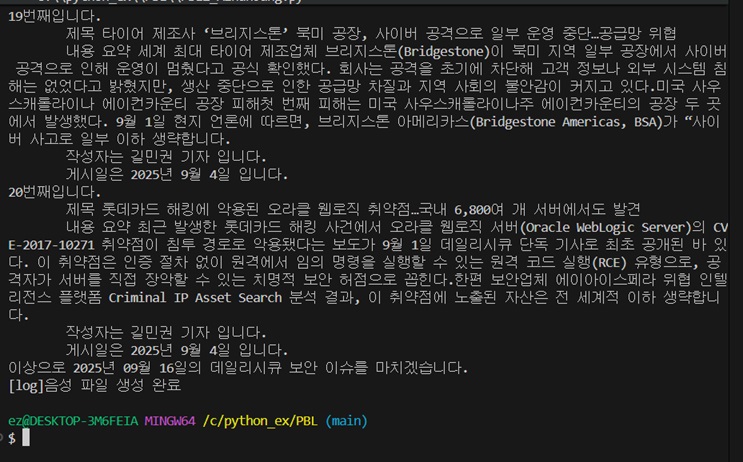 19번째입니다.
제목 타이어 제조사 ‘브리지스톤’ 북미 공장, 사이버 공격으로 일부 운영 중단…공급망 위협
내용 요약 세계 최대 타이어 제조업체 브리지스톤(Bridgestone)이 북미 지역 일부 공장에서 사이버
공격으로 인해 운영이 멈췄다고 공식 확인했다. 회사는 공격을 초기에 차단해 고객 정보나 외부 시스템 침
해는 없었다고 밝혔지만, 생산 중단으로 인한 공급망 차질과 지역 사회의 불안감이 커지고 있다.미국 사우
스캐롤라이나 에이컨카운티 공장 피해첫 번째 피해는 미국 사우스캐롤라이나주 에이컨카운티의 공장 두 곳
에서 발생했다. 9월 1일 현지 언론에 따르면, 브리지스톤 아메리카스(Bridgestone Americas, BSA)가 “사이
버 사고로 일부 이하 생략합니다.
작성자는 길민권 기자 입니다.
게시일은 2025년 9월 4일 입니다.
20번째입니다.
제목 롯데카드 해킹에 악용된 오라클 웹로직 취약점…국내 6,800여 개 서버에서도 발견
내용 요약 최근 발생한 롯데카드 해킹 사건에서 오라클 웹로직 서버(Oracle WebLogic Server)의 CV
E-2017-10271 취약점이 침투 경로로 악용됐다는 보도가 9월 1일 데일리시큐 단독 기사로 최초 공개된 바 있
다. 이 취약점은 인증 절차 없이 원격에서 임의 명령을 실행할 수 있는 원격 코드 실행(RCE) 유형으로, 공
격자가 서버를 직접 장악할 수 있는 치명적 보안 허점으로 꼽힌다.한편 보안업체 에이아이스페라 위협 인텔
리전스 플랫폼 Criminal IP Asset Search 분석 결과, 이 취약점에 노출된 자산은 전 세계적 이하 생략합니
다.
작성자는 길민권 기자 입니다.
게시일은 2025년 9월 4일 입니다.
이상으로 2025년 09월 16일의 데일리시큐 보안 이슈를 마치겠습니다.
[log]음성 파일 생성 완료
ez@DESKTOP-3M6FEIA MINGW64 /c/python_ex/PBL (main)
$